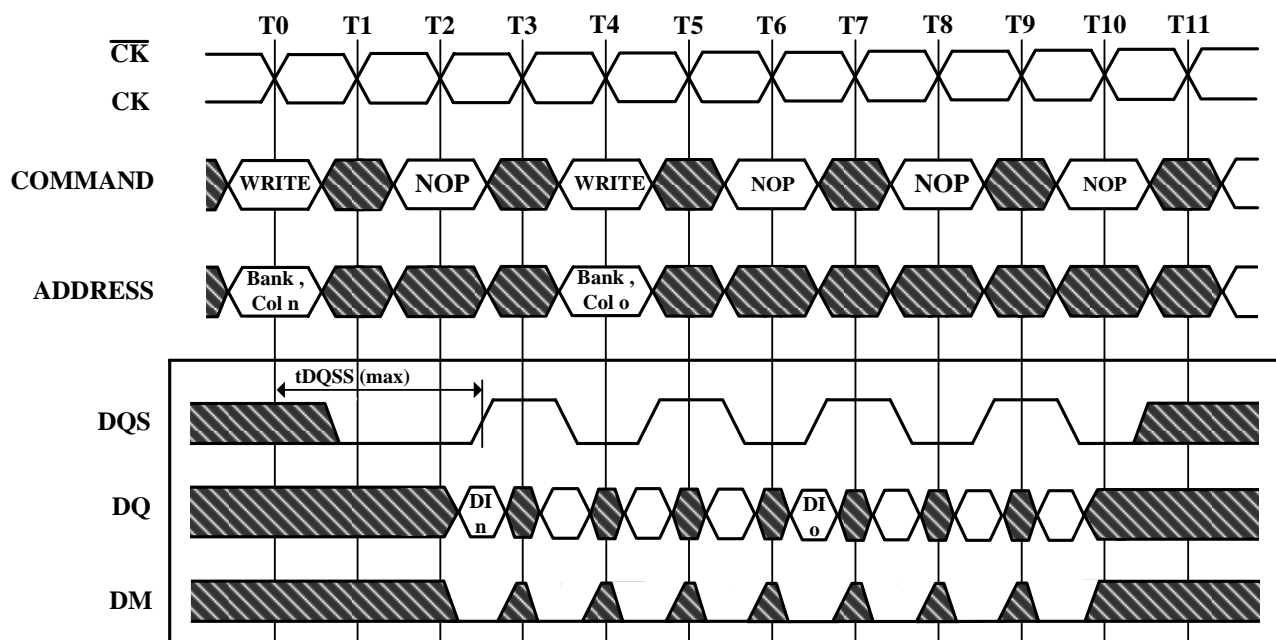 T0 T1 T2 T3 T4 T5 T6 T7 T8 T9 T10 T11
CK
CK
COMMAND WRITE NOP WRITE NOP NOP NOP
ADDRESS Bank , Bank ,
Col n Col o
tDQSS (max)
DQS
DQ DI DI
n o
DM